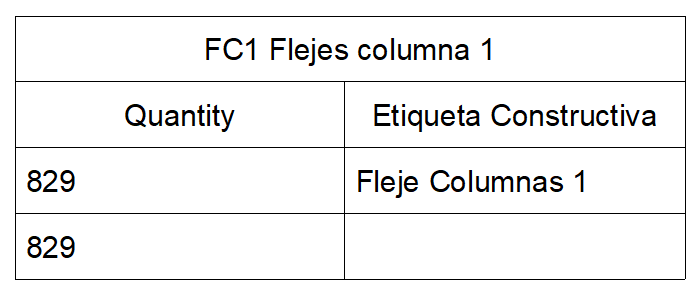 FC1 Flejes columna 1
Quantity Etiqueta Constructiva
829 Fleje Columnas 1
829